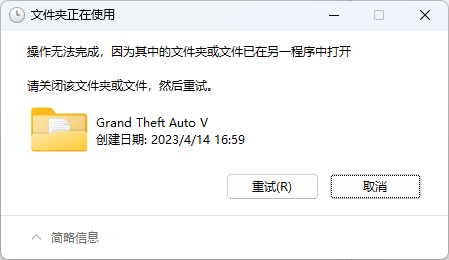 文件夹正在使用
操作无法完成，因为其中的文件夹或文件已在另一程序中打开
请关闭该文件夹或文件，然后重试。
Grand Theft Auto V
创建日期: 2023/4/14 16:59
重试(R)
取消
简略信息